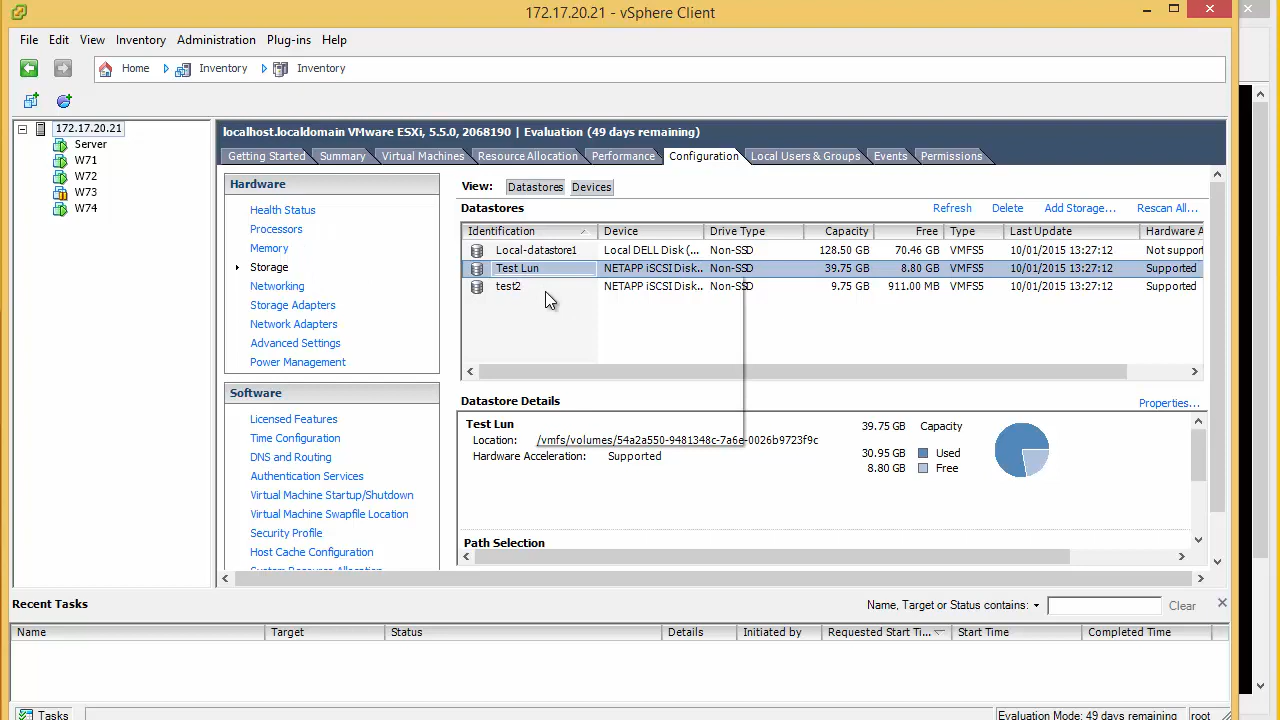 172.17.20.21 - vSphere Client
File Edit View Inventory Administration Plug-ins Help
Home Inventory Inventory
172.17.20.21
Server
W71
W72
W73
W74
localhost.localdomain VMware ESXi, 5.5.0, 2068190 | Evaluation (49 days remaining)
Getting Started Summary Virtual Machines Resource Allocation Performance Configuration Local Users & Groups Events Permissions
Hardware
Health Status
Processors
Memory
Storage
Networking
Storage Adapters
Network Adapters
Advanced Settings
Power Management
Software
Licensed Features
Time Configuration
DNS and Routing
Authentication Services
Virtual Machine Startup/Shutdown
Virtual Machine Swapfile Location
Security Profile
Host Cache Configuration
System Resource Allocation
View: Datastores Devices
Datastores Refresh Delete Add Storage... Rescan All...
Identification Device Drive Type Capacity Free Type Last Update Hardware A
Local-datastore1 Local DELL Disk (... Non-SSD 128.50 GB 70.46 GB VMFS5 10/01/2015 13:27:12 Not support
Test Lun NETAPP iSCSI Disk... Non-SSD 39.75 GB 8.80 GB VMFS5 10/01/2015 13:27:12 Supported
test2 NETAPP iSCSI Disk... Non-SSD 9.75 GB 911.00 MB VMFS5 10/01/2015 13:27:12 Supported
Datastore Details Properties...
Test Lun 39.75 GB Capacity
Location: /vmfs/volumes/54a2a550-9481348c-7a6e-0026b9723f9c
Hardware Acceleration: Supported
30.95 GB Used
8.80 GB Free
Path Selection
Recent Tasks Name, Target or Status contains: Clear
Name Target Status Details Initiated by Requested Start Ti... Start Time Completed Time
Tasks Evaluation Mode: 49 days remaining root